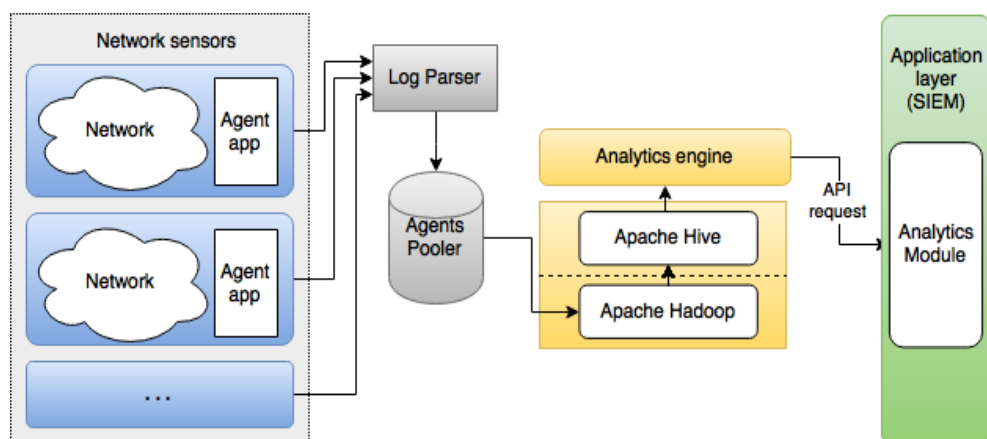 Network sensors
Network
Agent
app
Network
Agent
app
...
Log Parser
Agents
Pooler
Analytics engine
Apache Hive
Apache Hadoop
API
request
Application
layer
(SIEM)
Analytics
Module